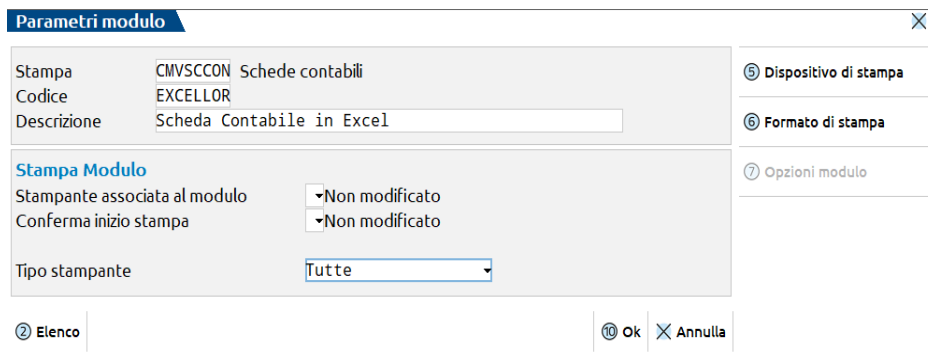 Parametri modulo
Stampa CMVSCCON Schede contabili
Codice EXCELLOR
Descrizione Scheda Contabile in Excel
5 Dispositivo di stampa
6 Formato di stampa
7 Opzioni modulo
Stampa Modulo
Stampante associata al modulo Non modificato
Conferma inizio stampa Non modificato
Tipo stampante Tutte
2 Elenco
10 Ok
Annulla